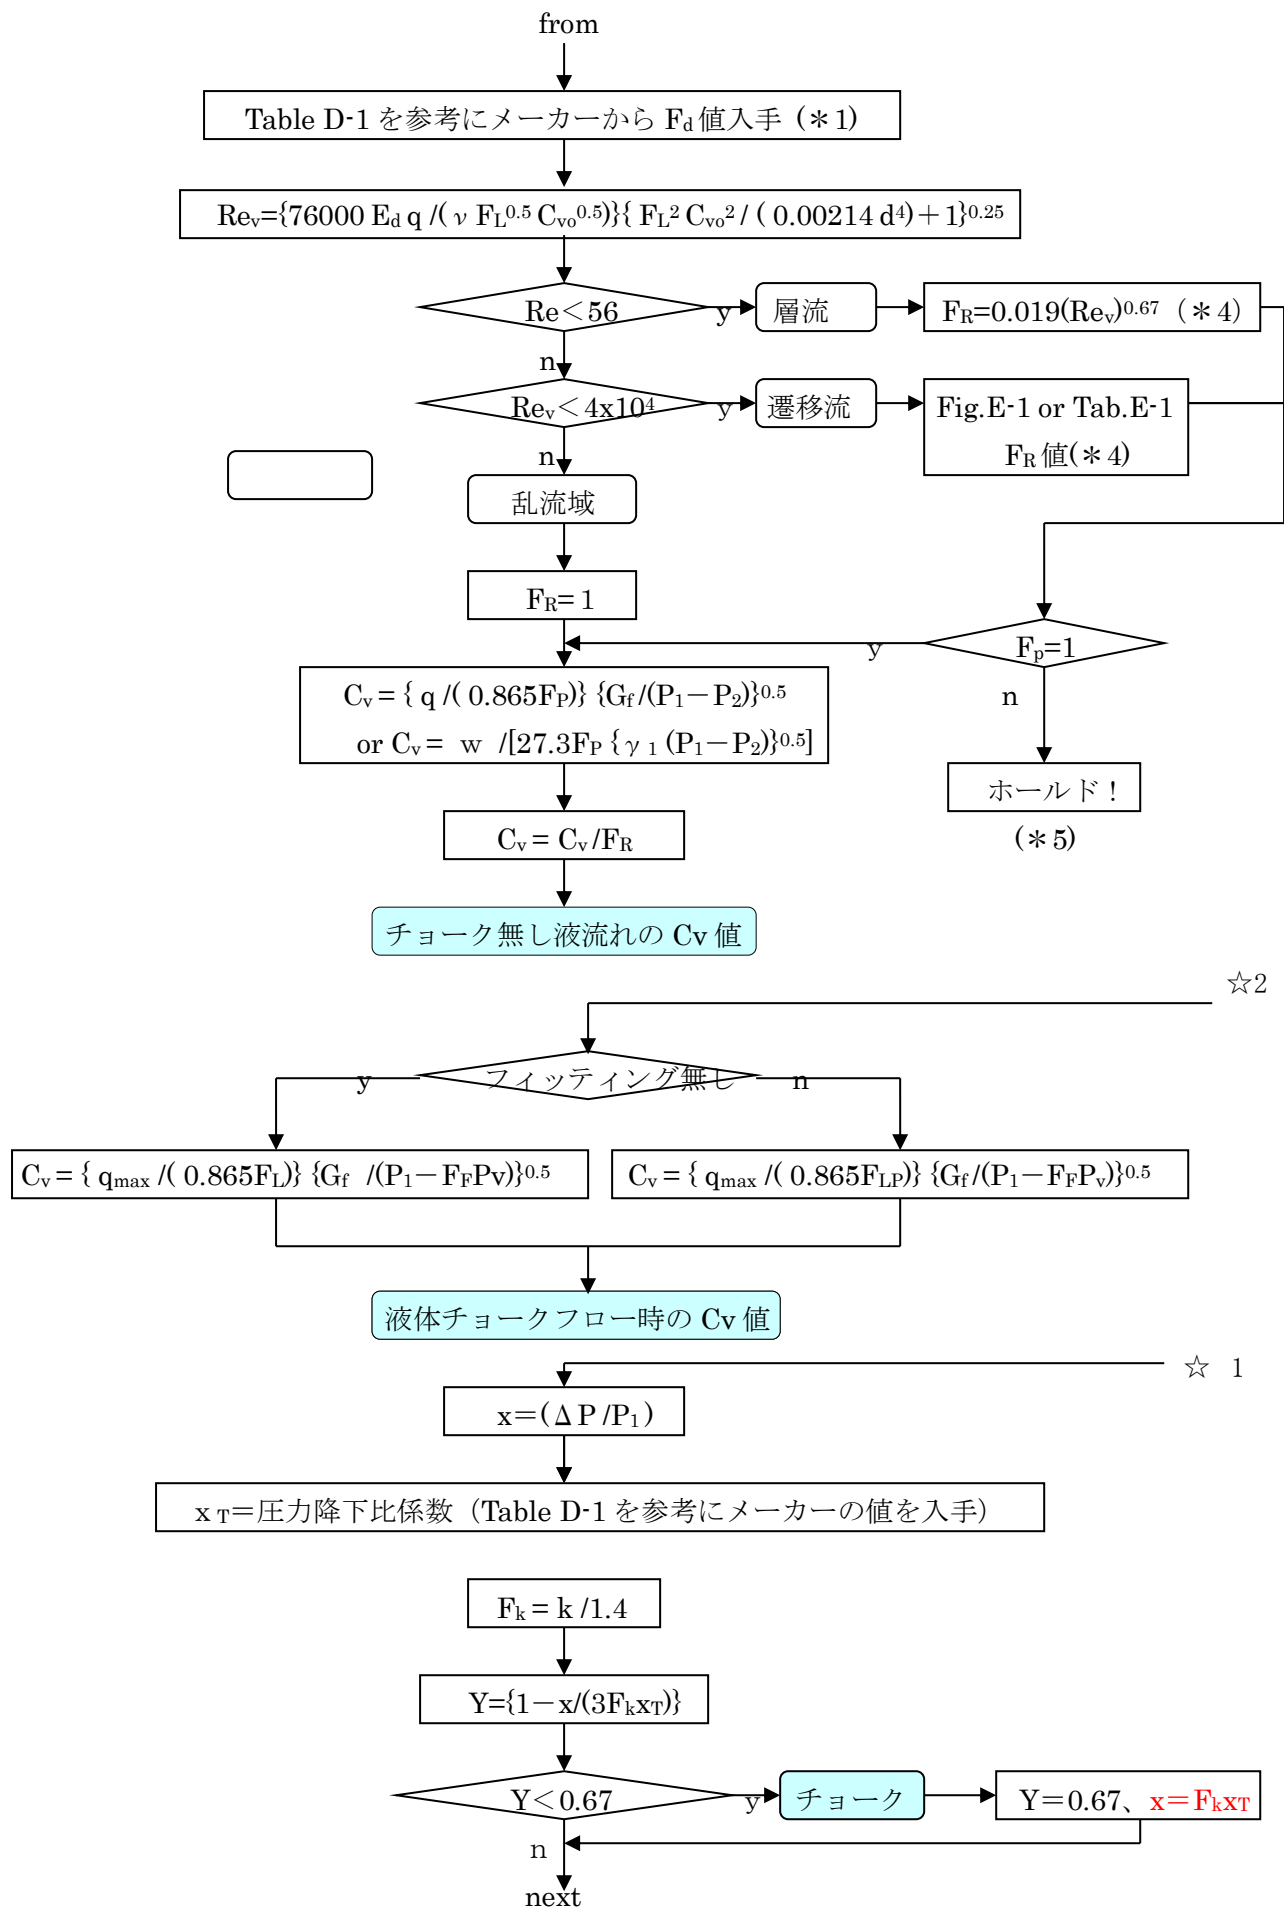 from
Table D-1 を参考にメーカーから Fd 値入手 (＊1)
Rev={76000 Ed q /(ν FL0.5 Cvo0.5)}{ FL2 Cvo2 / ( 0.00214 d4)＋1}0.25
Re＜56
y
層流
FR=0.019(Rev)0.67 (＊4)
n
Rev＜4x104
y
遷移流
Fig.E-1 or Tab.E-1
FR 値(＊4)
n
乱流域
FR= 1
Fp=1
y
n
Cv = { q /( 0.865FP)} {Gf /(P1－P2)}0.5
or Cv = w /[27.3FP {γ1 (P1－P2)}0.5]
ホールド！
(＊5)
Cv = Cv /FR
チョーク無し液流れの Cv 値
☆2
フィッティング無し
y
n
Cv = { qmax /( 0.865FL)} {Gf /(P1－FFPv)}0.5
Cv = { qmax /( 0.865FLP)} {Gf /(P1－FFPv)}0.5
液体チョークフロー時の Cv 値
☆ 1
x＝(ΔP /P1)
x T＝圧力降下比係数（Table D-1 を参考にメーカーの値を入手）
Fk = k /1.4
Y={1－x/(3FkxT)}
Y＜0.67
y
チョーク
Y＝0.67、x＝FkxT
n
next